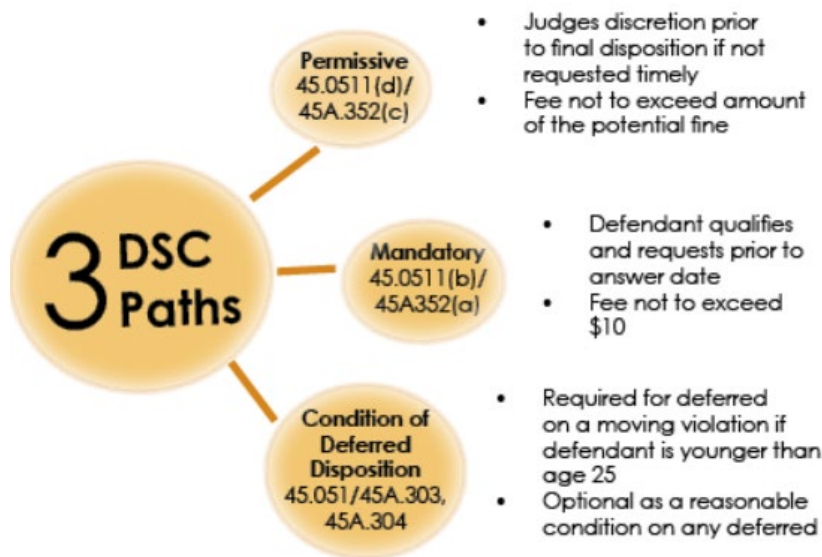 3 DSC
Paths
Permissive
45.0511(d)/
45A.352(c)
• Judges discretion prior
to final disposition if not
requested timely
• Fee not to exceed amount
of the potential fine
Mandatory
45.0511(b)/
45A352(a)
• Defendant qualifies
and requests prior to
answer date
• Fee not to exceed
$10
Condition of
Deferred
Disposition
45.051/45A.303,
45A.304
• Required for deferred
on a moving violation if
defendant is younger than
age 25
• Optional as a reasonable
condition on any deferred